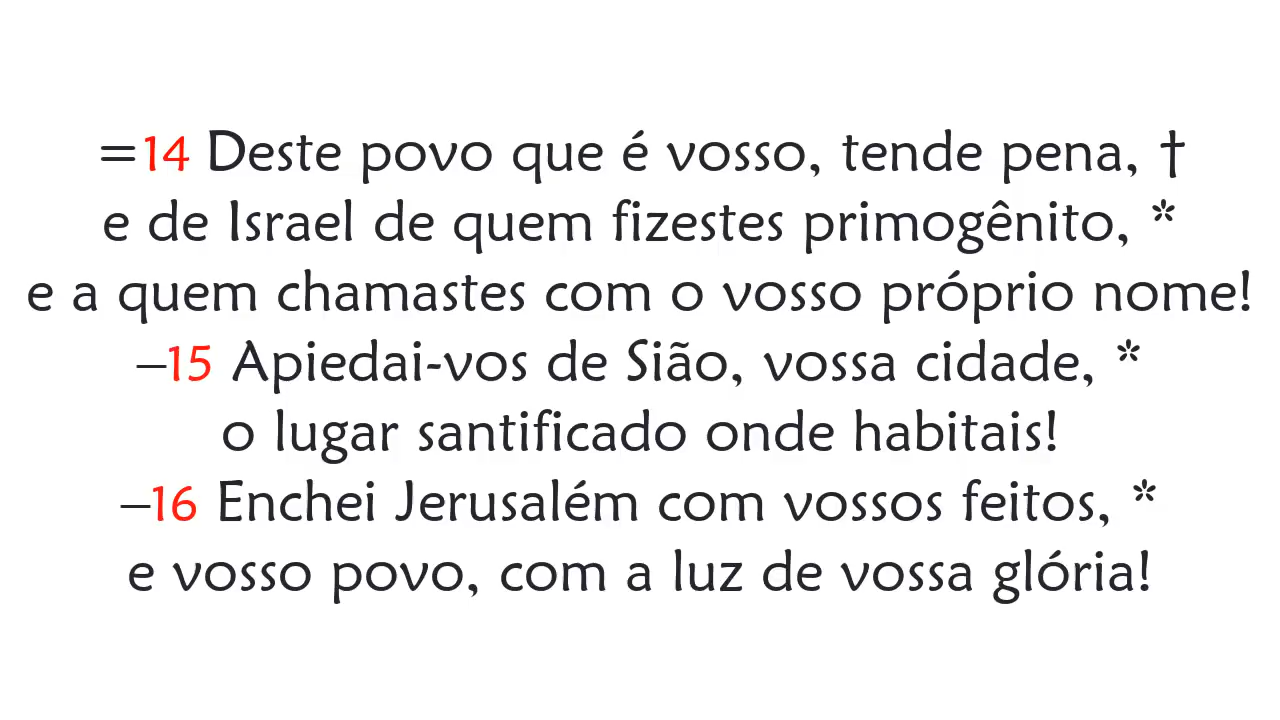 =14 Deste povo que é vosso, tende pena, †
e de Israel de quem fizestes primogênito, *
e a quem chamastes com o vosso próprio nome!
–15 Apiedai-vos de Sião, vossa cidade, *
o lugar santificado onde habitais!
–16 Enchei Jerusalém com vossos feitos, *
e vosso povo, com a luz de vossa glória!